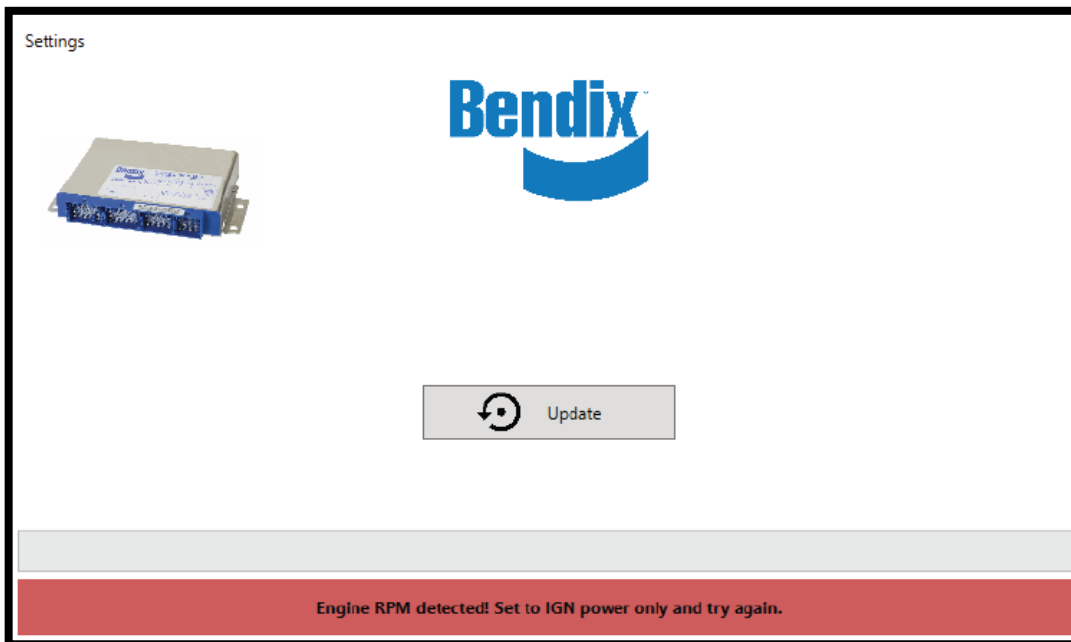 Settings
Bendix
Update
Engine RPM detected! Set to IGN power only and try again.